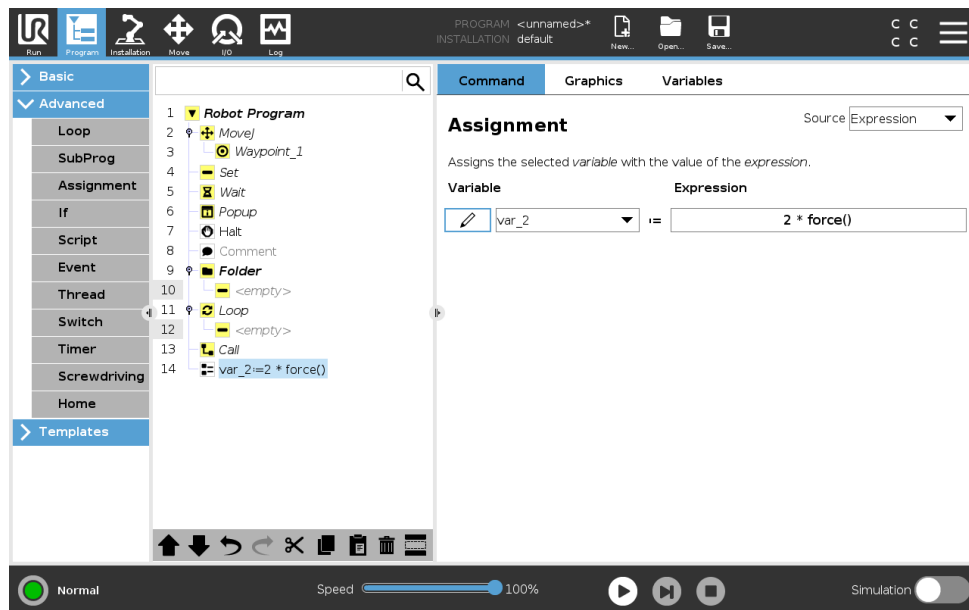 UR
PROGRAM <unnamed>*
INSTALLATION default
C C
C C
Run Program Installation Move I/O Log New... Open... Save...
Basic
Advanced
Loop
SubProg
Assignment
If
Script
Event
Thread
Switch
Timer
Screwdriving
Home
Templates
1 Robot Program
2 MoveJ
3 Waypoint_1
4 Set
5 Wait
6 Popup
7 Halt
8 Comment
9 Folder
10 <empty>
11 Loop
12 <empty>
13 Call
14 var_2:=2 * force()
Command Graphics Variables
Assignment
Source Expression
Assigns the selected variable with the value of the expression.
Variable Expression
var_2 := 2 * force()
Normal
Speed 100%
Simulation